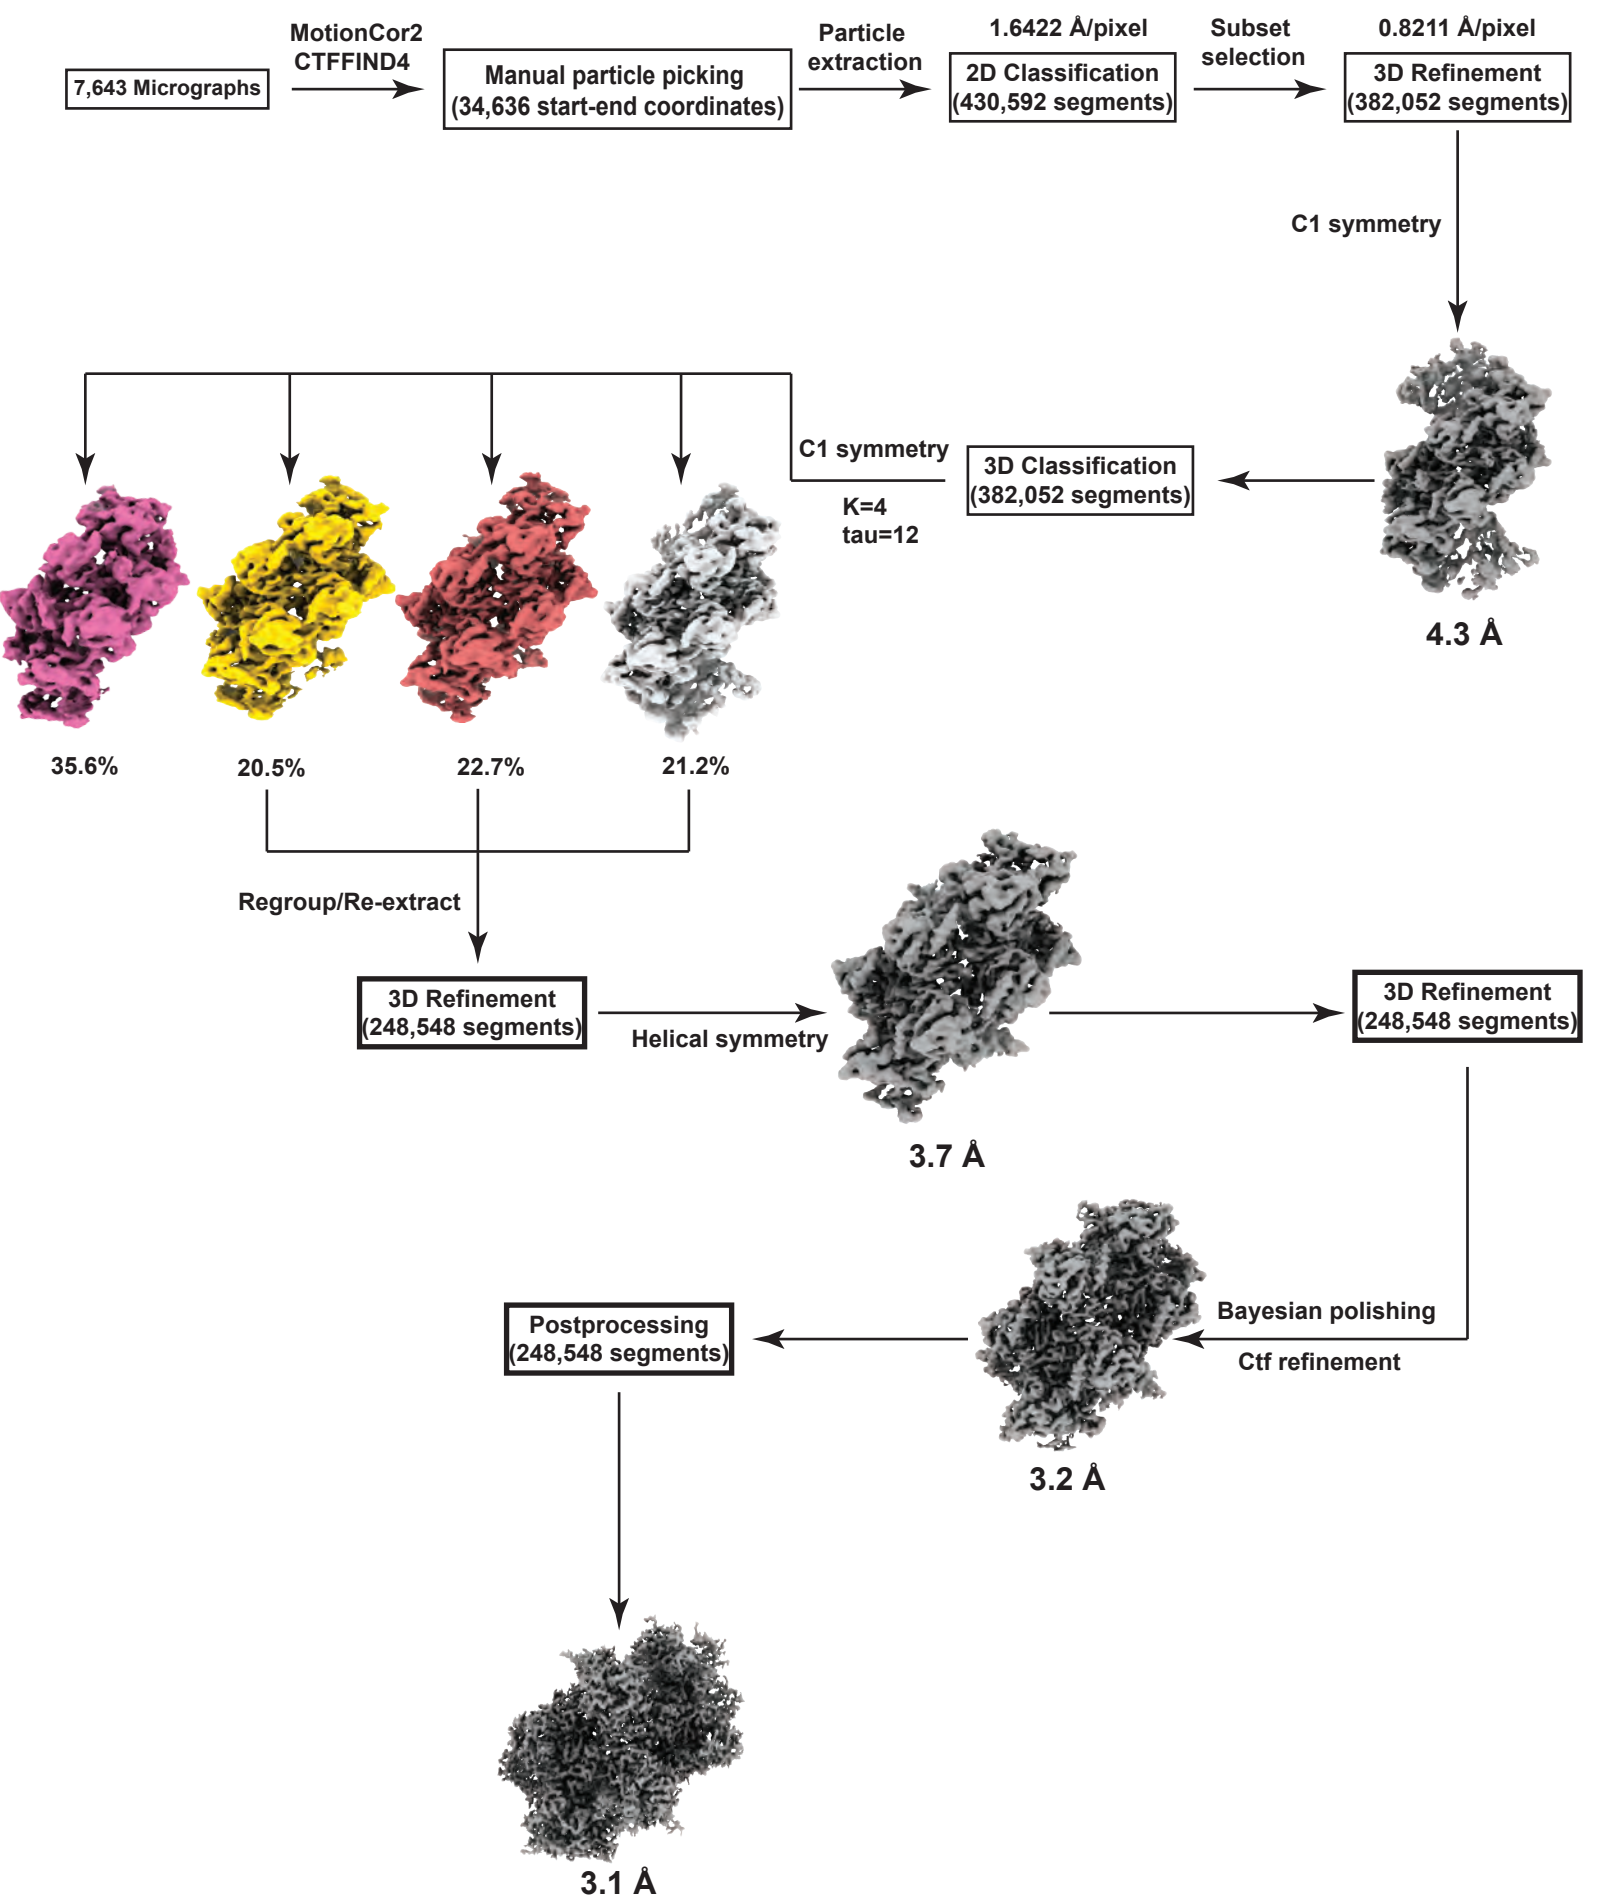 7,643 Micrographs
MotionCor2
CTFFIND4
Manual particle picking
(34,636 start-end coordinates)
Particle
extraction
1.6422 Å/pixel
2D Classification
(430,592 segments)
Subset
selection
0.8211 Å/pixel
3D Refinement
(382,052 segments)
C1 symmetry
4.3 Å
3D Classification
(382,052 segments)
C1 symmetry
K=4
tau=12
35.6%
20.5%
22.7%
21.2%
Regroup/Re-extract
3D Refinement
(248,548 segments)
Helical symmetry
3.7 Å
3D Refinement
(248,548 segments)
Bayesian polishing
Ctf refinement
3.2 Å
Postprocessing
(248,548 segments)
3.1 Å